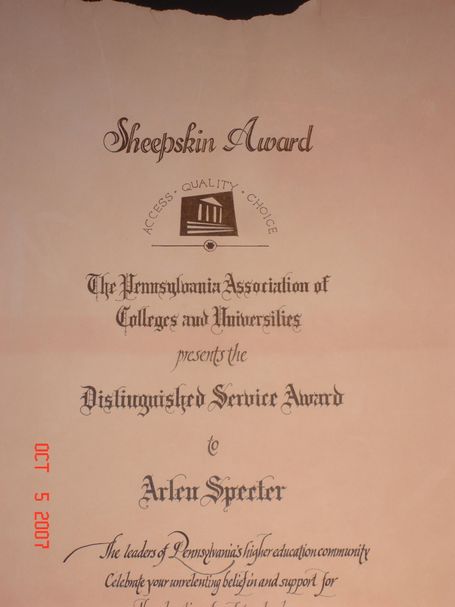 Sheepskin Award
ACCESS • QUALITY • CHOICE
The Pennsylvania Association of
Colleges and Universities
presents the
Distinguished Service Award
to
Arlen Specter
The leaders of Pennsylvania's higher education community
Celebrate your unrelenting belief in and support for
OCT 5 2007